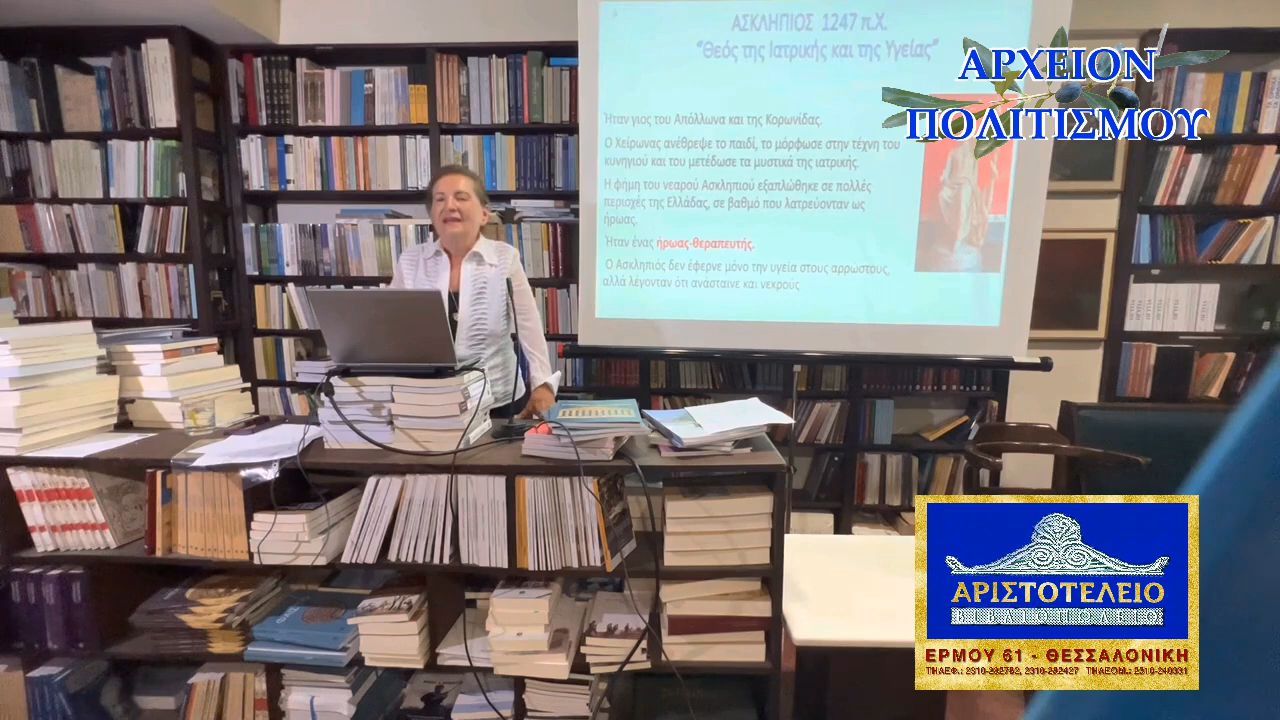 ΑΣΚΛΗΠΙΟΣ 1247 π.Χ.
“Θεός της Ιατρικής και της Υγείας”
ΑΡΧΕΙΟΝ
ΠΟΛΙΤΙΣΜΟΥ
Ήταν γιος του Απόλλωνα και της Κορωνίδας.
Ο Χείρωνας ανέθρεψε το παιδί, το μόρφωσε στην τέχνη του
κυνηγιού και του μετέδωσε τα μυστικά της ιατρικής.
Η φήμη του νεαρού Ασκληπιού εξαπλώθηκε σε πολλές
περιοχές της Ελλάδας, σε βαθμό που λατρεύονταν ως
ήρωας.
Ήταν ένας ήρωας-θεραπευτής.
Ο Ασκληπιός δεν έφερνε μόνο την υγεία στους αρρωστους,
αλλά λέγονταν ότι ανάσταινε και νεκρούς
ΑΡΙΣΤΟΤΕΛΕΙΟ
ΕΡΜΟΥ 61 - ΘΕΣΣΑΛΟΝΙΚΗ